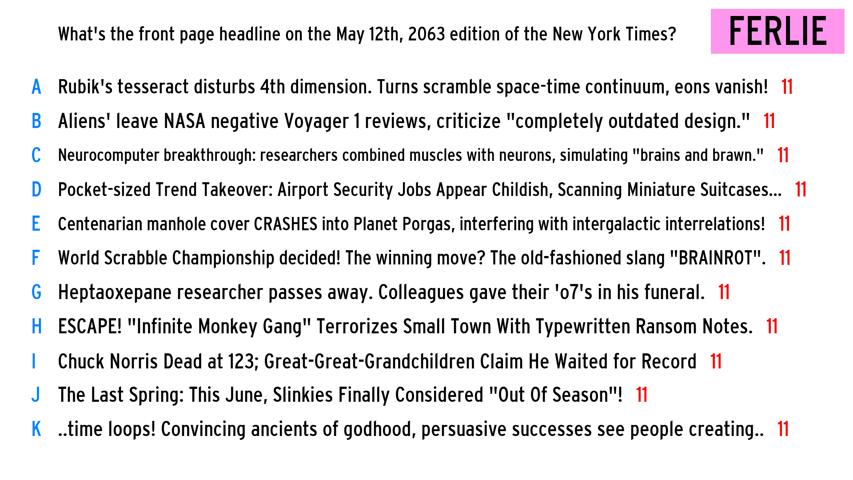 What's the front page headline on the May 12th, 2063 edition of the New York Times? FERLIE
A Rubik's tesseract disturbs 4th dimension. Turns scramble space-time continuum, eons vanish! 11
B Aliens' leave NASA negative Voyager 1 reviews, criticize "completely outdated design." 11
C Neurocomputer breakthrough: researchers combined muscles with neurons, simulating "brains and brawn." 11
D Pocket-sized Trend Takeover: Airport Security Jobs Appear Childish, Scanning Miniature Suitcases... 11
E Centenarian manhole cover CRASHES into Planet Porgas, interfering with intergalactic interrelations! 11
F World Scrabble Championship decided! The winning move? The old-fashioned slang "BRAINROT". 11
G Heptaoxepane researcher passes away. Colleagues gave their 'o7's in his funeral. 11
H ESCAPE! "Infinite Monkey Gang" Terrorizes Small Town With Typewritten Ransom Notes. 11
I Chuck Norris Dead at 123; Great-Great-Grandchildren Claim He Waited for Record 11
J The Last Spring: This June, Slinkies Finally Considered "Out Of Season"! 11
K ..time loops! Convincing ancients of godhood, persuasive successes see people creating.. 11